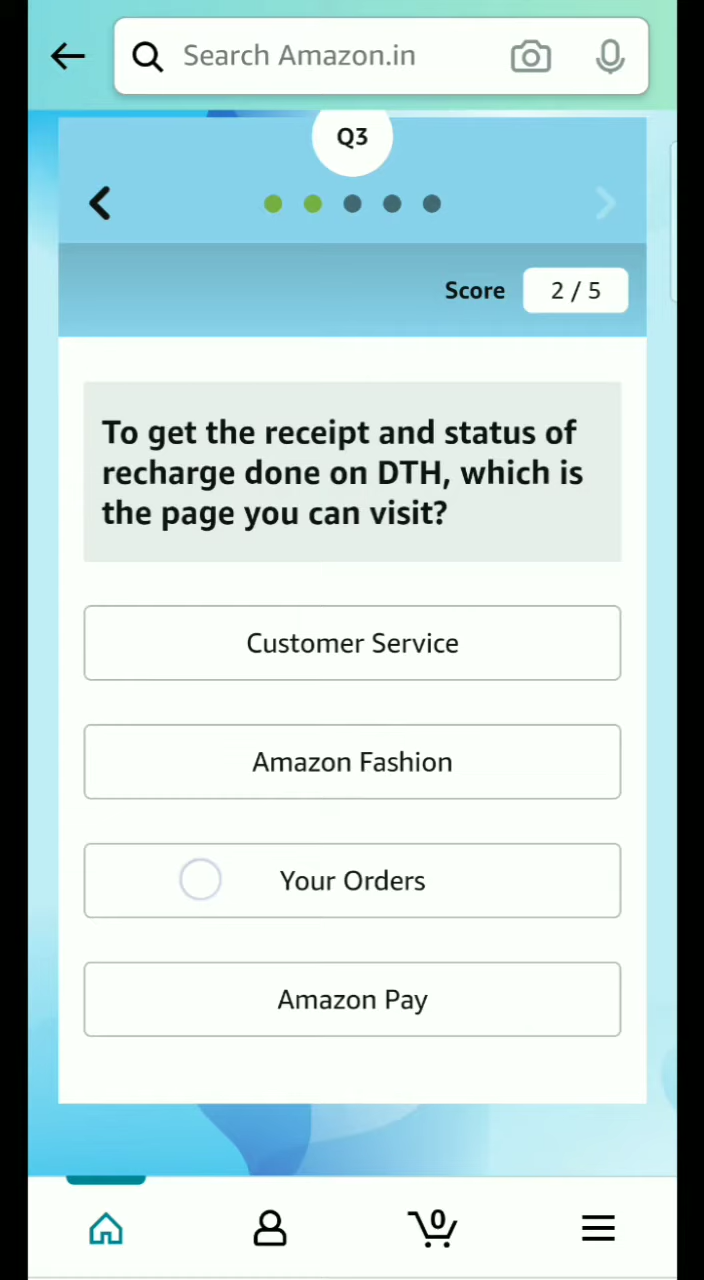 Search Amazon.in
Q3
Score 2 / 5
To get the receipt and status of
recharge done on DTH, which is
the page you can visit?
Customer Service
Amazon Fashion
Your Orders
Amazon Pay
0